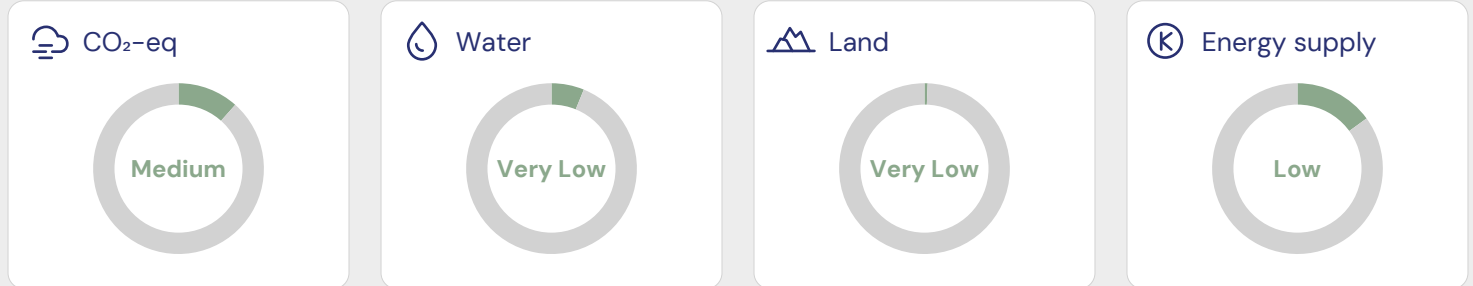 CO₂-eq
Medium
Water
Very Low
Land
Very Low
Energy supply
Low